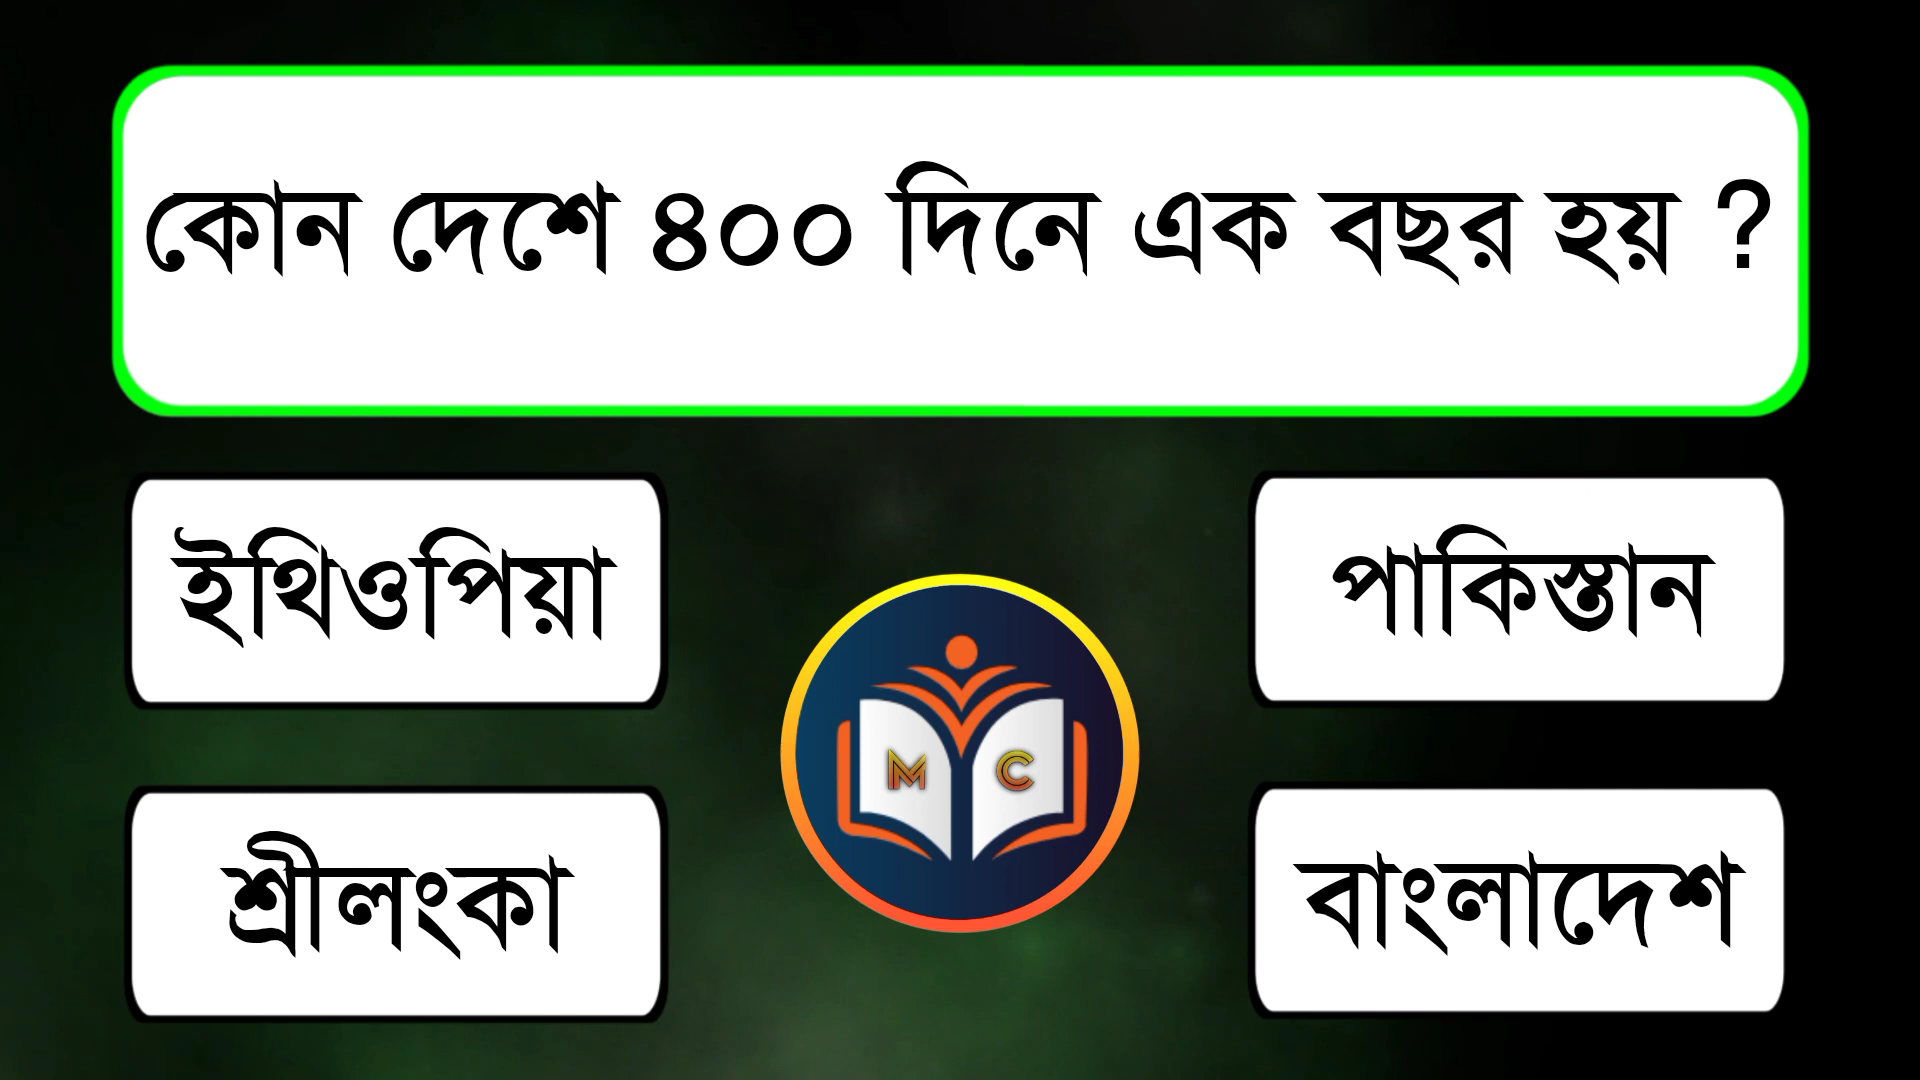 কোন দেশে ৪০০ দিনে এক বছর হয় ?
ইথিওপিয়া
পাকিস্তান
M C
শ্রীলংকা
বাংলাদেশ